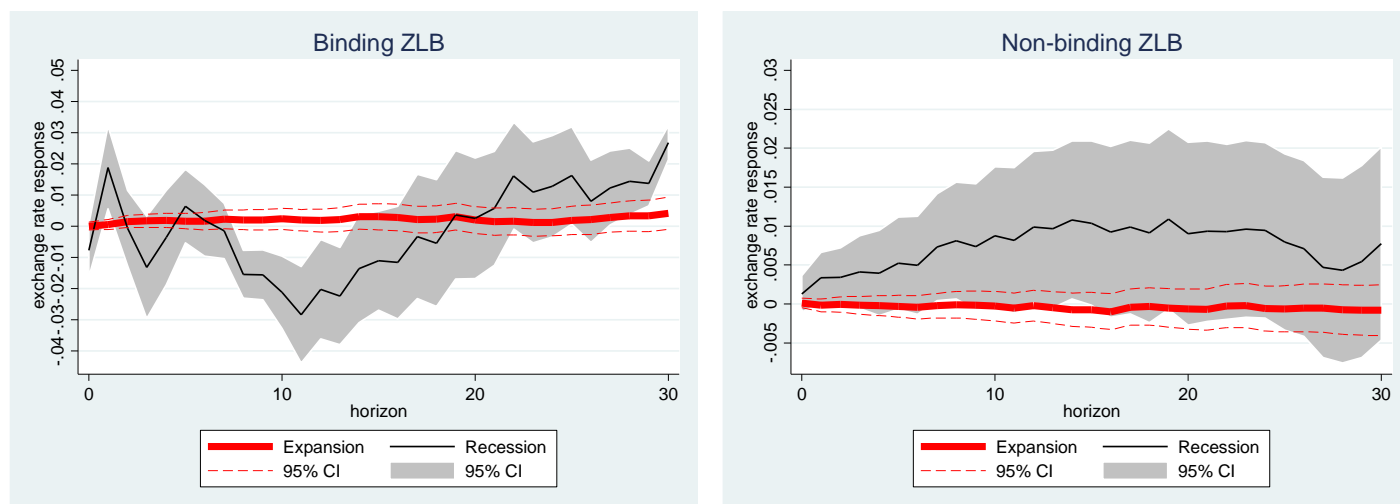 Binding ZLB
exchange rate response
.05
.04
.03
.02
.01
0
-.01
-.02
-.03
-.04
0 10 20 30
horizon
Expansion Recession
95% CI 95% CI
Non-binding ZLB
exchange rate response
.03
.025
.02
.015
.01
.005
0
-.005
0 10 20 30
horizon
Expansion Recession
95% CI 95% CI